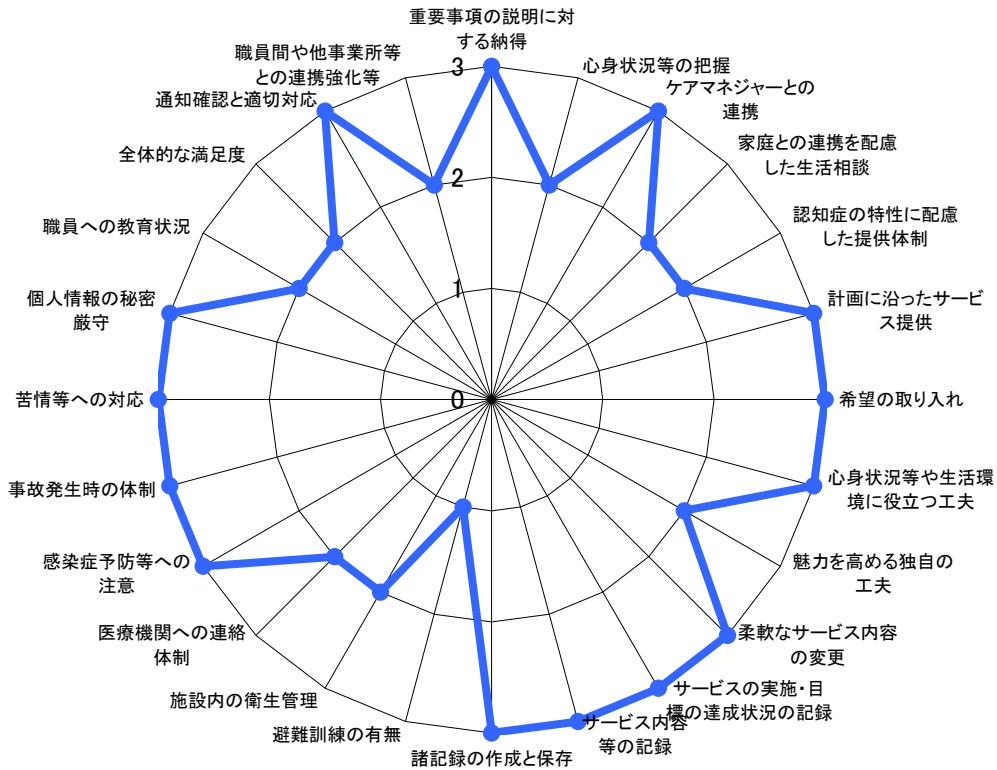 重要事項の説明に対
する納得
心身状況等の把握
ケアマネジャーとの
連携
家庭との連携を配慮
した生活相談
認知症の特性に配慮
した提供体制
計画に沿ったサービ
ス提供
希望の取り入れ
心身状況等や生活環
境に役立つ工夫
魅力を高める独自の
工夫
柔軟なサービス内容
の変更
サービスの実施・目
標の達成状況の記録
サービス内容
等の記録
諸記録の作成と保存
避難訓練の有無
施設内の衛生管理
医療機関への連絡
体制
感染症予防等への
注意
事故発生時の体制
苦情等への対応
個人情報の秘密
厳守
職員への教育状況
全体的な満足度
通知確認と適切対応
職員間や他事業所等
との連携強化等
3
2
1
0